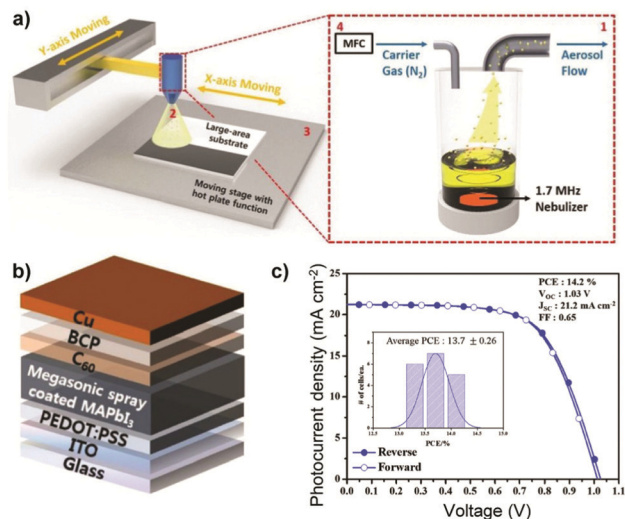 a)
Y-axis Moving
X-axis Moving
2
Large-area
substrate
3
Moving stage with
hot plate function
4
1
MFC
Carrier
Gas (N₂)
Aerosol
Flow
1.7 MHz
Nebulizer
b)
Cu
BCP
C₆₀
Megasonic spray
coated MAPbI₃
PEDOT:PSS
ITO
Glass
c)
Photocurrent density (mA cm⁻²)
25
20
15
10
5
0
PCE : 14.2 %
V_OC : 1.03 V
J_SC : 21.2 mA cm⁻²
FF : 0.65
Average PCE : 13.7 ± 0.26
# of cells/ea.
8
6
4
2
0
12.5 13.0 13.5 14.0 14.5 15.0
PCE/%
Reverse
Forward
0.0 0.1 0.2 0.3 0.4 0.5 0.6 0.7 0.8 0.9 1.0 1.1
Voltage (V)